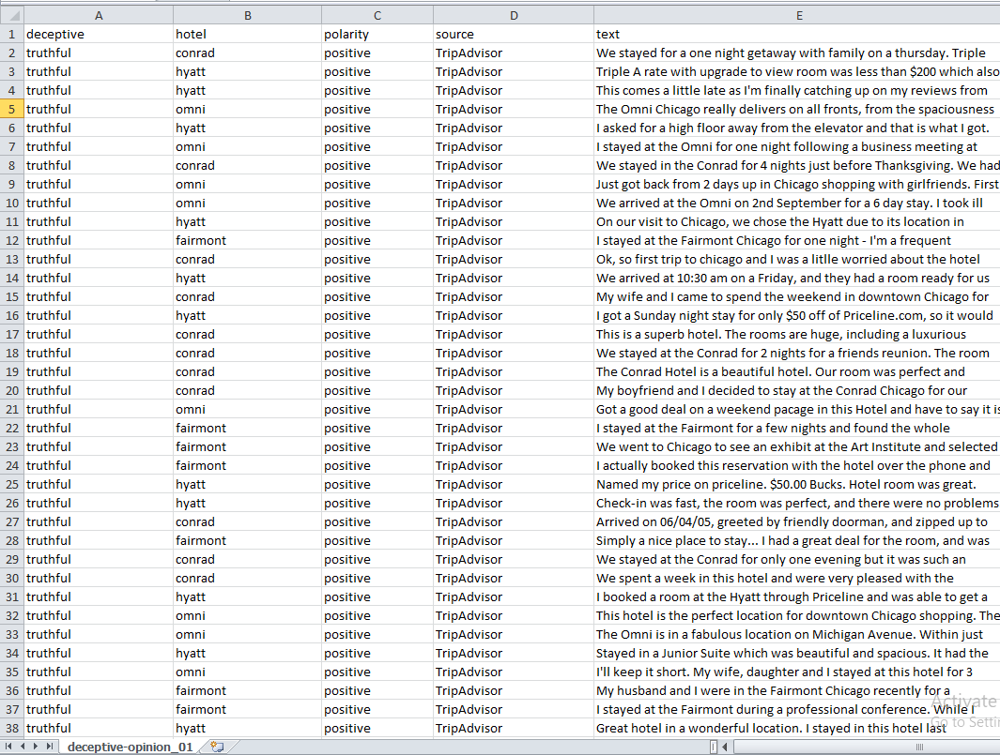 A B C D E
1 deceptive hotel polarity source text
2 truthful conrad positive TripAdvisor We stayed for a one night getaway with family on a thursday. Triple
3 truthful hyatt positive TripAdvisor Triple A rate with upgrade to view room was less than $200 which also
4 truthful hyatt positive TripAdvisor This comes a little late as I'm finally catching up on my reviews from
5 truthful omni positive TripAdvisor The Omni Chicago really delivers on all fronts, from the spaciousness
6 truthful hyatt positive TripAdvisor I asked for a high floor away from the elevator and that is what I got.
7 truthful omni positive TripAdvisor I stayed at the Omni for one night following a business meeting at
8 truthful conrad positive TripAdvisor We stayed in the Conrad for 4 nights just before Thanksgiving. We had
9 truthful omni positive TripAdvisor Just got back from 2 days up in Chicago shopping with girlfriends. First
10 truthful omni positive TripAdvisor We arrived at the Omni on 2nd September for a 6 day stay. I took ill
11 truthful hyatt positive TripAdvisor On our visit to Chicago, we chose the Hyatt due to its location in
12 truthful fairmont positive TripAdvisor I stayed at the Fairmont Chicago for one night - I'm a frequent
13 truthful conrad positive TripAdvisor Ok, so first trip to chicago and I was a litlle worried about the hotel
14 truthful hyatt positive TripAdvisor We arrived at 10:30 am on a Friday, and they had a room ready for us
15 truthful conrad positive TripAdvisor My wife and I came to spend the weekend in downtown Chicago for
16 truthful hyatt positive TripAdvisor I got a Sunday night stay for only $50 off of Priceline.com, so it would
17 truthful conrad positive TripAdvisor This is a superb hotel. The rooms are huge, including a luxurious
18 truthful conrad positive TripAdvisor We stayed at the Conrad for 2 nights for a friends reunion. The room
19 truthful conrad positive TripAdvisor The Conrad Hotel is a beautiful hotel. Our room was perfect and
20 truthful conrad positive TripAdvisor My boyfriend and I decided to stay at the Conrad Chicago for our
21 truthful omni positive TripAdvisor Got a good deal on a weekend pacage in this Hotel and have to say it is
22 truthful fairmont positive TripAdvisor I stayed at the Fairmont for a few nights and found the whole
23 truthful fairmont positive TripAdvisor We went to Chicago to see an exhibit at the Art Institute and selected
24 truthful fairmont positive TripAdvisor I actually booked this reservation with the hotel over the phone and
25 truthful hyatt positive TripAdvisor Named my price on priceline. $50.00 Bucks. Hotel room was great.
26 truthful hyatt positive TripAdvisor Check-in was fast, the room was perfect, and there were no problems
27 truthful conrad positive TripAdvisor Arrived on 06/04/05, greeted by friendly doorman, and zipped up to
28 truthful fairmont positive TripAdvisor Simply a nice place to stay... I had a great deal for the room, and was
29 truthful conrad positive TripAdvisor We stayed at the Conrad for only one evening but it was such an
30 truthful conrad positive TripAdvisor We spent a week in this hotel and were very pleased with the
31 truthful hyatt positive TripAdvisor I booked a room at the Hyatt through Priceline and was able to get a
32 truthful omni positive TripAdvisor This hotel is the perfect location for downtown Chicago shopping. The
33 truthful omni positive TripAdvisor The Omni is in a fabulous location on Michigan Avenue. Within just
34 truthful hyatt positive TripAdvisor Stayed in a Junior Suite which was beautiful and spacious. It had the
35 truthful omni positive TripAdvisor I'll keep it short. My wife, daughter and I stayed at this hotel for 3
36 truthful fairmont positive TripAdvisor My husband and I were in the Fairmont Chicago recently for a
37 truthful fairmont positive TripAdvisor I stayed at the Fairmont during a professional conference. While I
38 truthful hyatt positive TripAdvisor Great hotel in a wonderful location. I stayed in this hotel last
Activate
Go to Setti
deceptive-opinion_01